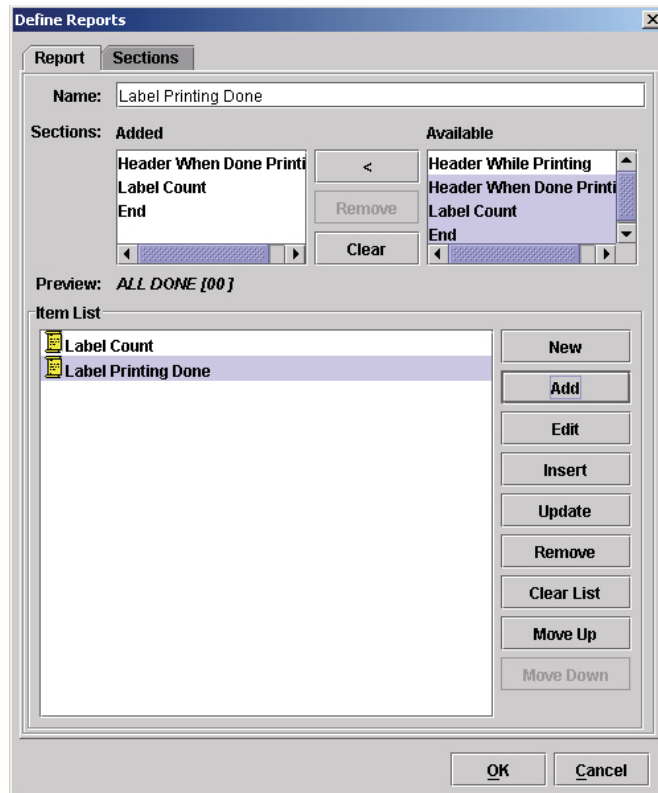 Define Reports
Report Sections
Name: Label Printing Done
Sections: Added Available
Header When Done Printi
Label Count
End
<
Remove
Clear
Header While Printing
Header When Done Printi
Label Count
End
Preview: ALL DONE [00 ]
Item List
Label Count
Label Printing Done
New
Add
Edit
Insert
Update
Remove
Clear List
Move Up
Move Down
OK Cancel